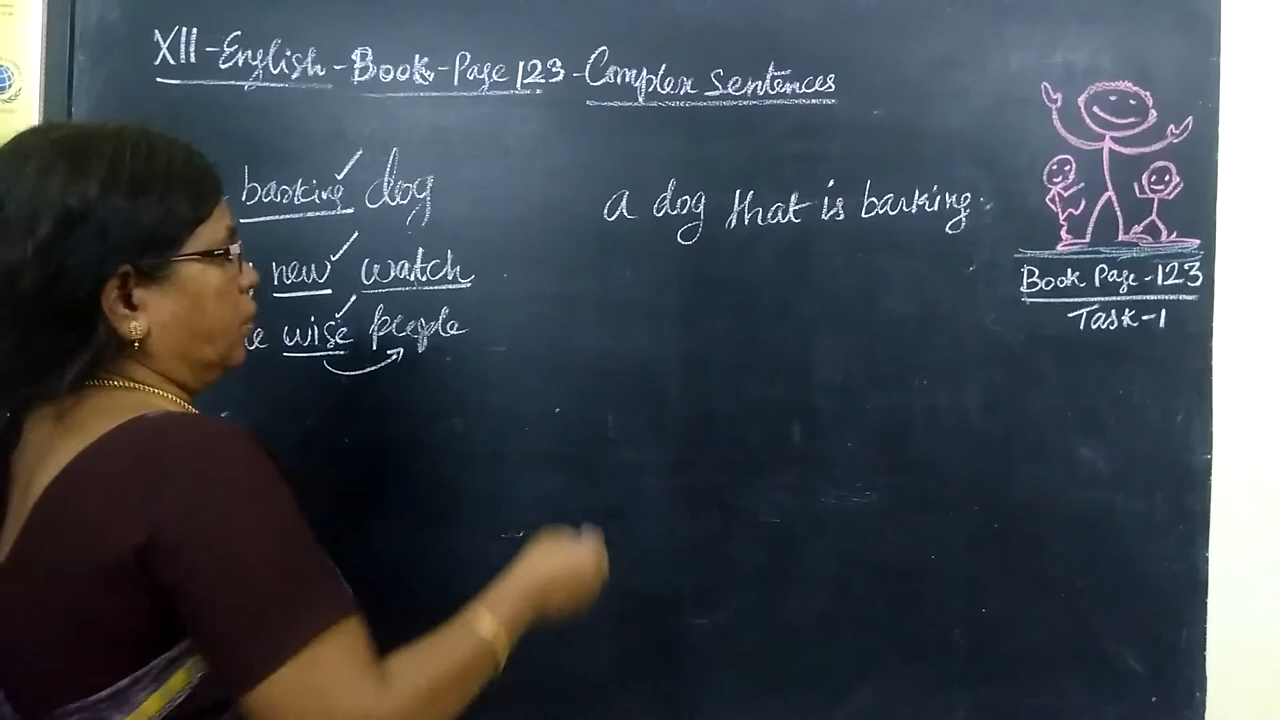 XII - English - Book - Page 123 - Complex Sentences
barking dog
a dog that is barking.
new watch
wise people
Book Page - 123
Task - 1